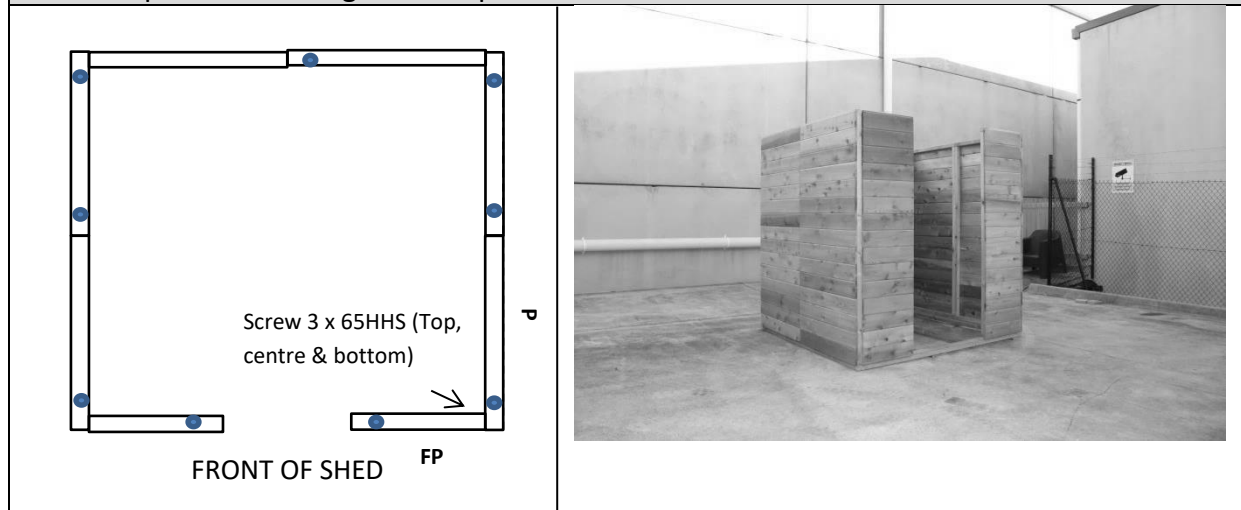 Screw 3 x 65HHS (Top,
centre & bottom)
P
FP
FRONT OF SHED